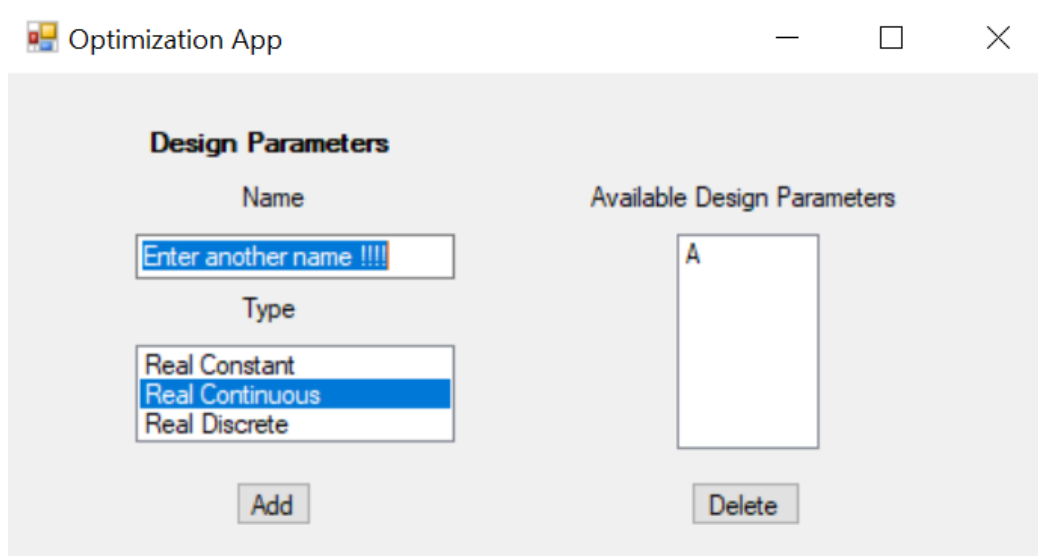 Optimization App
Design Parameters
Name
Enter another name !!!!
Type
Real Constant
Real Continuous
Real Discrete
Add
Available Design Parameters
A
Delete